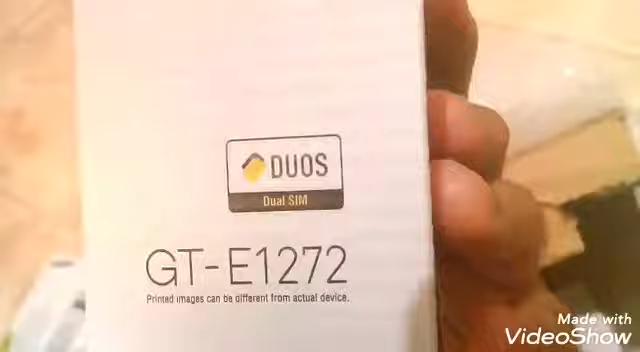 DUOS
Dual SIM
GT-E1272
Printed images can be different from actual device.
Made with
VideoShow